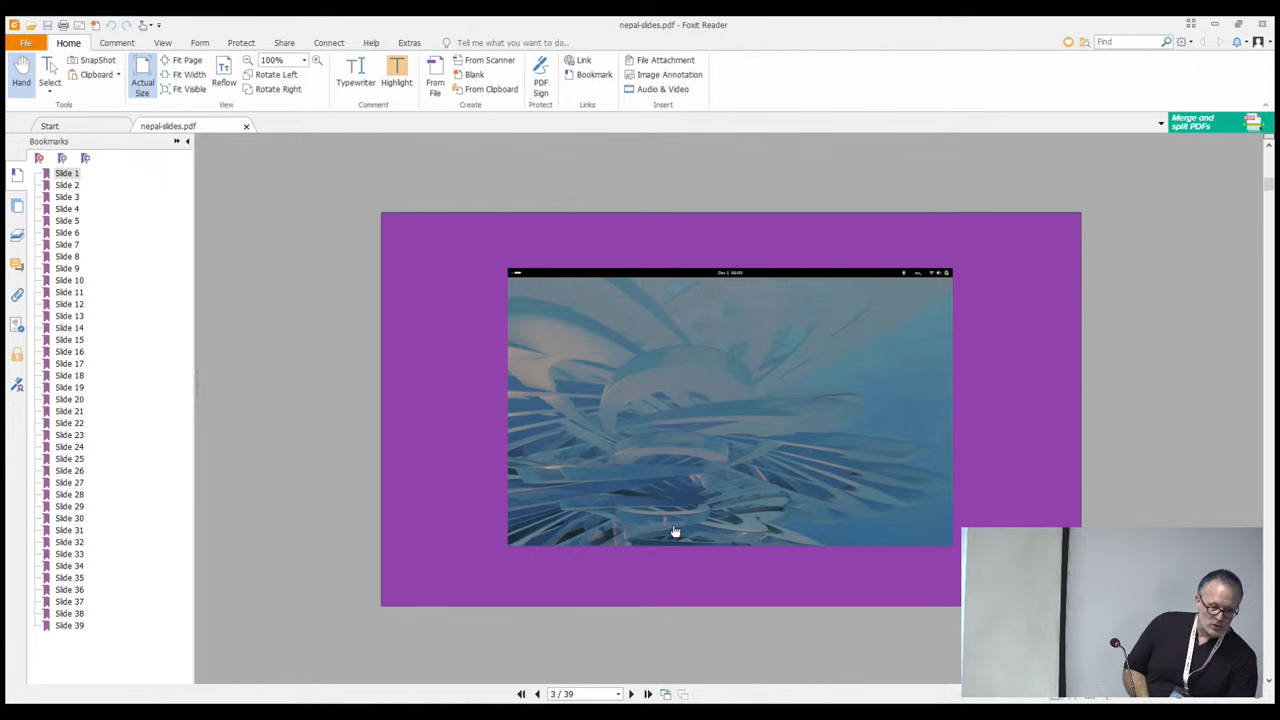 nepal-slides.pdf - Foxit Reader
File Home Comment View Form Protect Share Connect Help Extras Tell me what you want to do.. Find
Hand
Select
SnapShot
Clipboard
Tools
Actual
Size
Fit Page
Fit Width
Fit Visible
Reflow
100%
Rotate Left
Rotate Right
View
Typewriter
Highlight
Comment
From
File
From Scanner
Blank
From Clipboard
Create
PDF
Sign
Protect
Link
Bookmark
Links
File Attachment
Image Annotation
Audio & Video
Insert
Start
nepal-slides.pdf
Merge and
split PDFs
Bookmarks
Slide 1
Slide 2
Slide 3
Slide 4
Slide 5
Slide 6
Slide 7
Slide 8
Slide 9
Slide 10
Slide 11
Slide 12
Slide 13
Slide 14
Slide 15
Slide 16
Slide 17
Slide 18
Slide 19
Slide 20
Slide 21
Slide 22
Slide 23
Slide 24
Slide 25
Slide 26
Slide 27
Slide 28
Slide 29
Slide 30
Slide 31
Slide 32
Slide 33
Slide 34
Slide 35
Slide 36
Slide 37
Slide 38
Slide 39
3 / 39